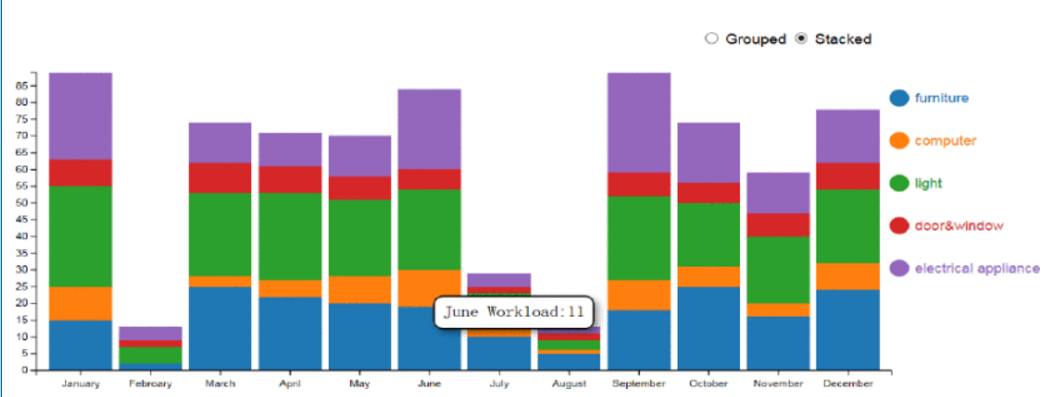 Grouped Stacked
85
80
75
70
65
60
55
50
45
40
35
30
25
20
15
10
5
0
furniture
computer
light
door&window
electrical appliance
June Workload:11
January February March April May June July August September October November December